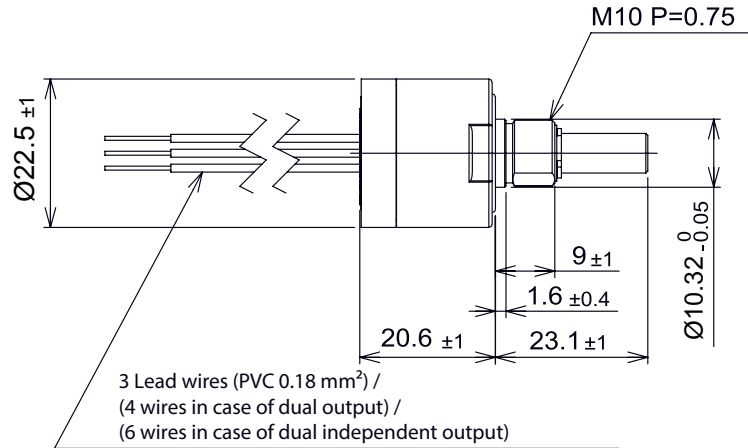 M10 P=0.75
Ø22.5 ±1
9 ±1
1.6 ±0.4
Ø10.32 0 -0.05
20.6 ±1
23.1 ±1
3 Lead wires (PVC 0.18 mm²) /
(4 wires in case of dual output) /
(6 wires in case of dual independent output)